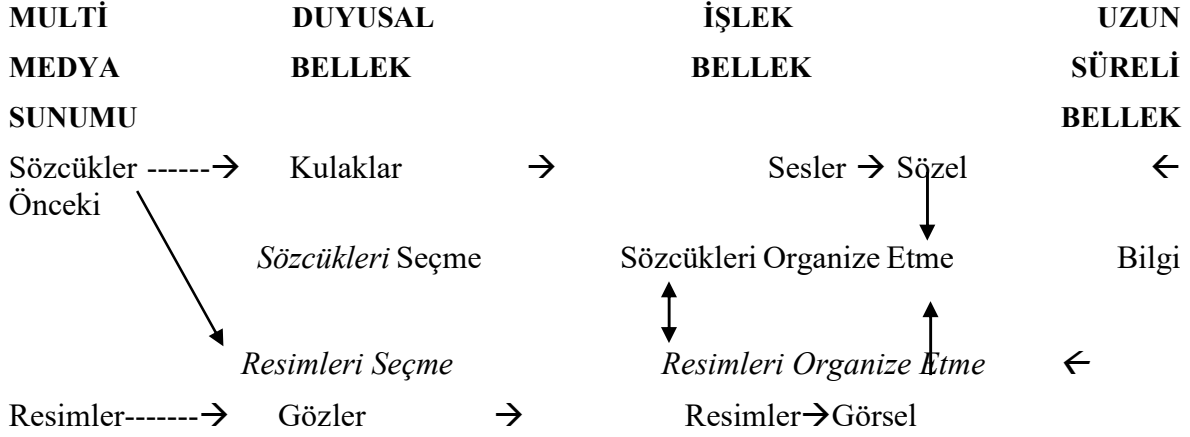 MULTİ DUYUSAL İŞLEK UZUN
MEDYA BELLEK BELLEK SÜRELİ
SUNUMU BELLEK
Sözcükler ------→ Kulaklar → Sesler → Sözel ←
Önceki
Sözcükleri Seçme Sözcükleri Organize Etme Bilgi
Resimleri Seçme Resimleri Organize Etme ←
Resimler-------→ Gözler → Resimler→Görsel